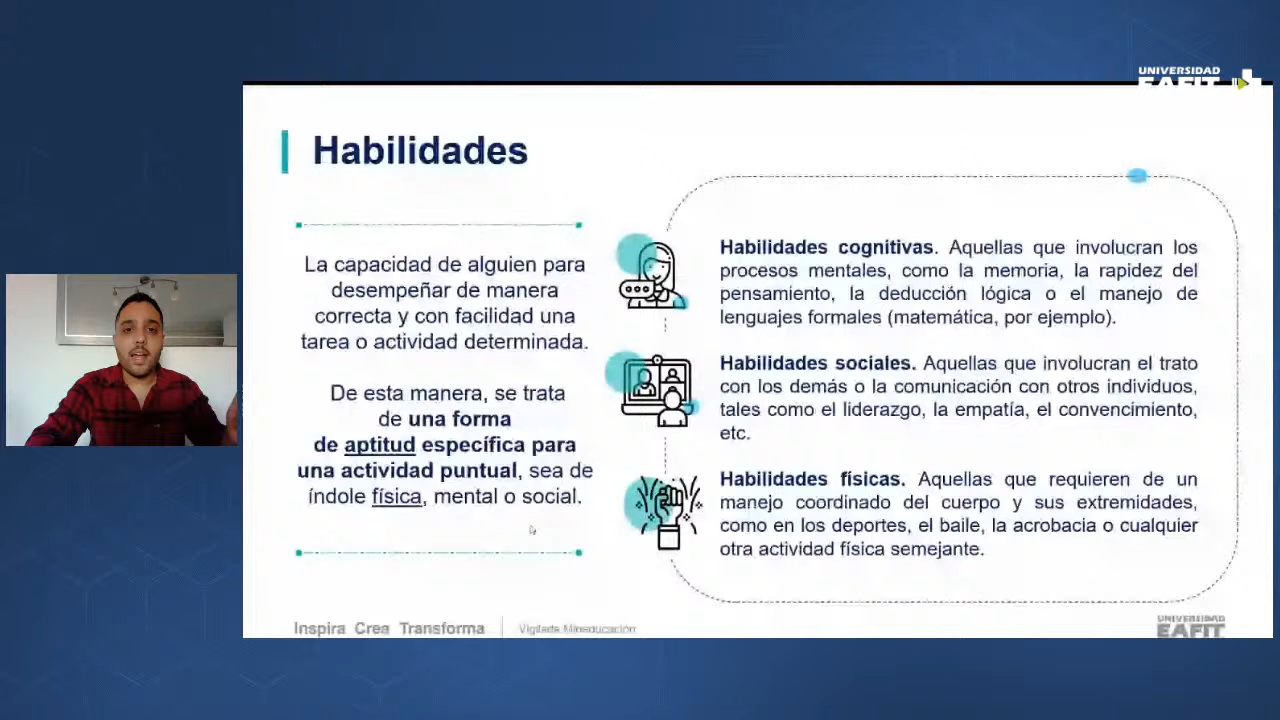 UNIVERSIDAD
EAFIT
Habilidades
La capacidad de alguien para
desempeñar de manera
correcta y con facilidad una
tarea o actividad determinada.
De esta manera, se trata
de una forma
de aptitud específica para
una actividad puntual, sea de
índole física, mental o social.
Habilidades cognitivas. Aquellas que involucran los
procesos mentales, como la memoria, la rapidez del
pensamiento, la deducción lógica o el manejo de
lenguajes formales (matemática, por ejemplo).
Habilidades sociales. Aquellas que involucran el trato
con los demás o la comunicación con otros individuos,
tales como el liderazgo, la empatía, el convencimiento,
etc.
Habilidades físicas. Aquellas que requieren de un
manejo coordinado del cuerpo y sus extremidades,
como en los deportes, el baile, la acrobacia o cualquier
otra actividad física semejante.
Inspira Crea Transforma
Vigilada Mineducación
UNIVERSIDAD
EAFIT